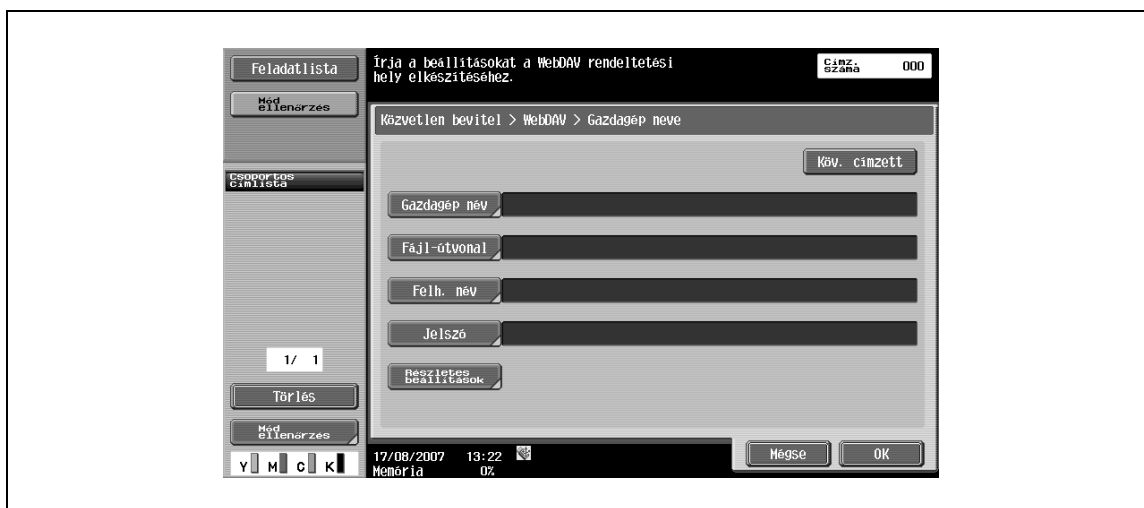 Feladatlista
Írja a beállításokat a WebDAV rendeltetési
hely elkészítéséhez.
Címz.
száma 000
Mód
ellenőrzés
Közvetlen bevitel > WebDAV > Gazdagép neve
Köv. címzett
Csoportos
címlista
Gazdagép név
Fájl-útvonal
Felh. név
Jelszó
1/ 1
Részletes
beállítások
Törlés
Mód
ellenőrzés
17/08/2007 13:22
Memória 0%
Mégse
OK
Y M C K